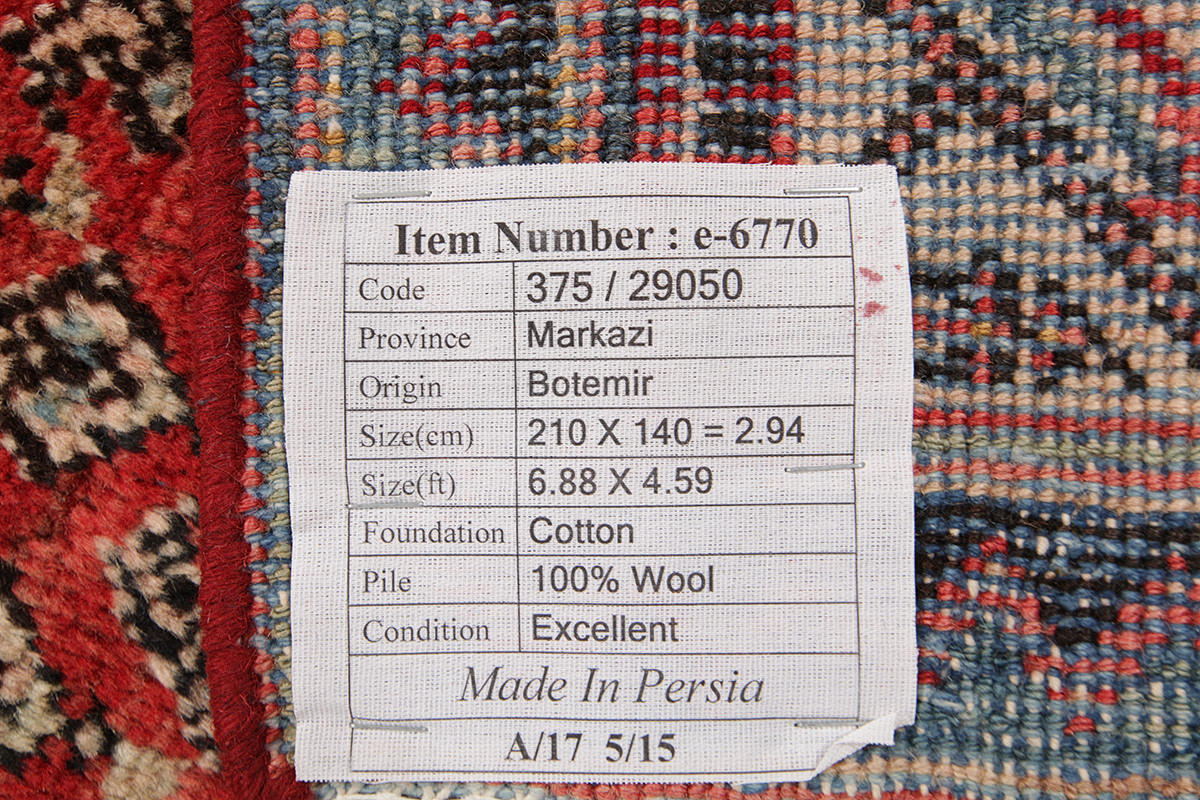 Item Number : e-6770
Code 375 / 29050
Province Markazi
Origin Botemir
Size(cm) 210 X 140 = 2.94
Size(ft) 6.88 X 4.59
Foundation Cotton
Pile 100% Wool
Condition Excellent
Made In Persia
A/17 5/15